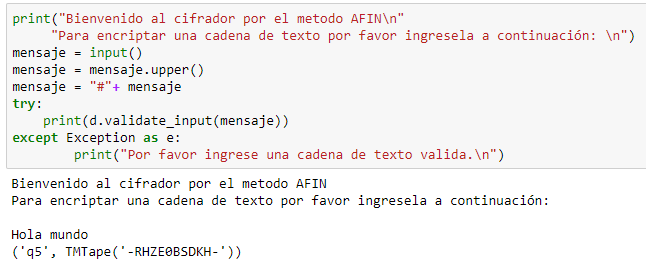 print("Bienvenido al cifrador por el metodo AFIN\n"
"Para encriptar una cadena de texto por favor ingresela a continuación: \n")
mensaje = input()
mensaje = mensaje.upper()
mensaje = "#"+ mensaje
try:
print(d.validate_input(mensaje))
except Exception as e:
print("Por favor ingrese una cadena de texto valida.\n")
Bienvenido al cifrador por el metodo AFIN
Para encriptar una cadena de texto por favor ingresela a continuación:
Hola mundo
('q5', TMTape('-RHZE0BSDKH-'))